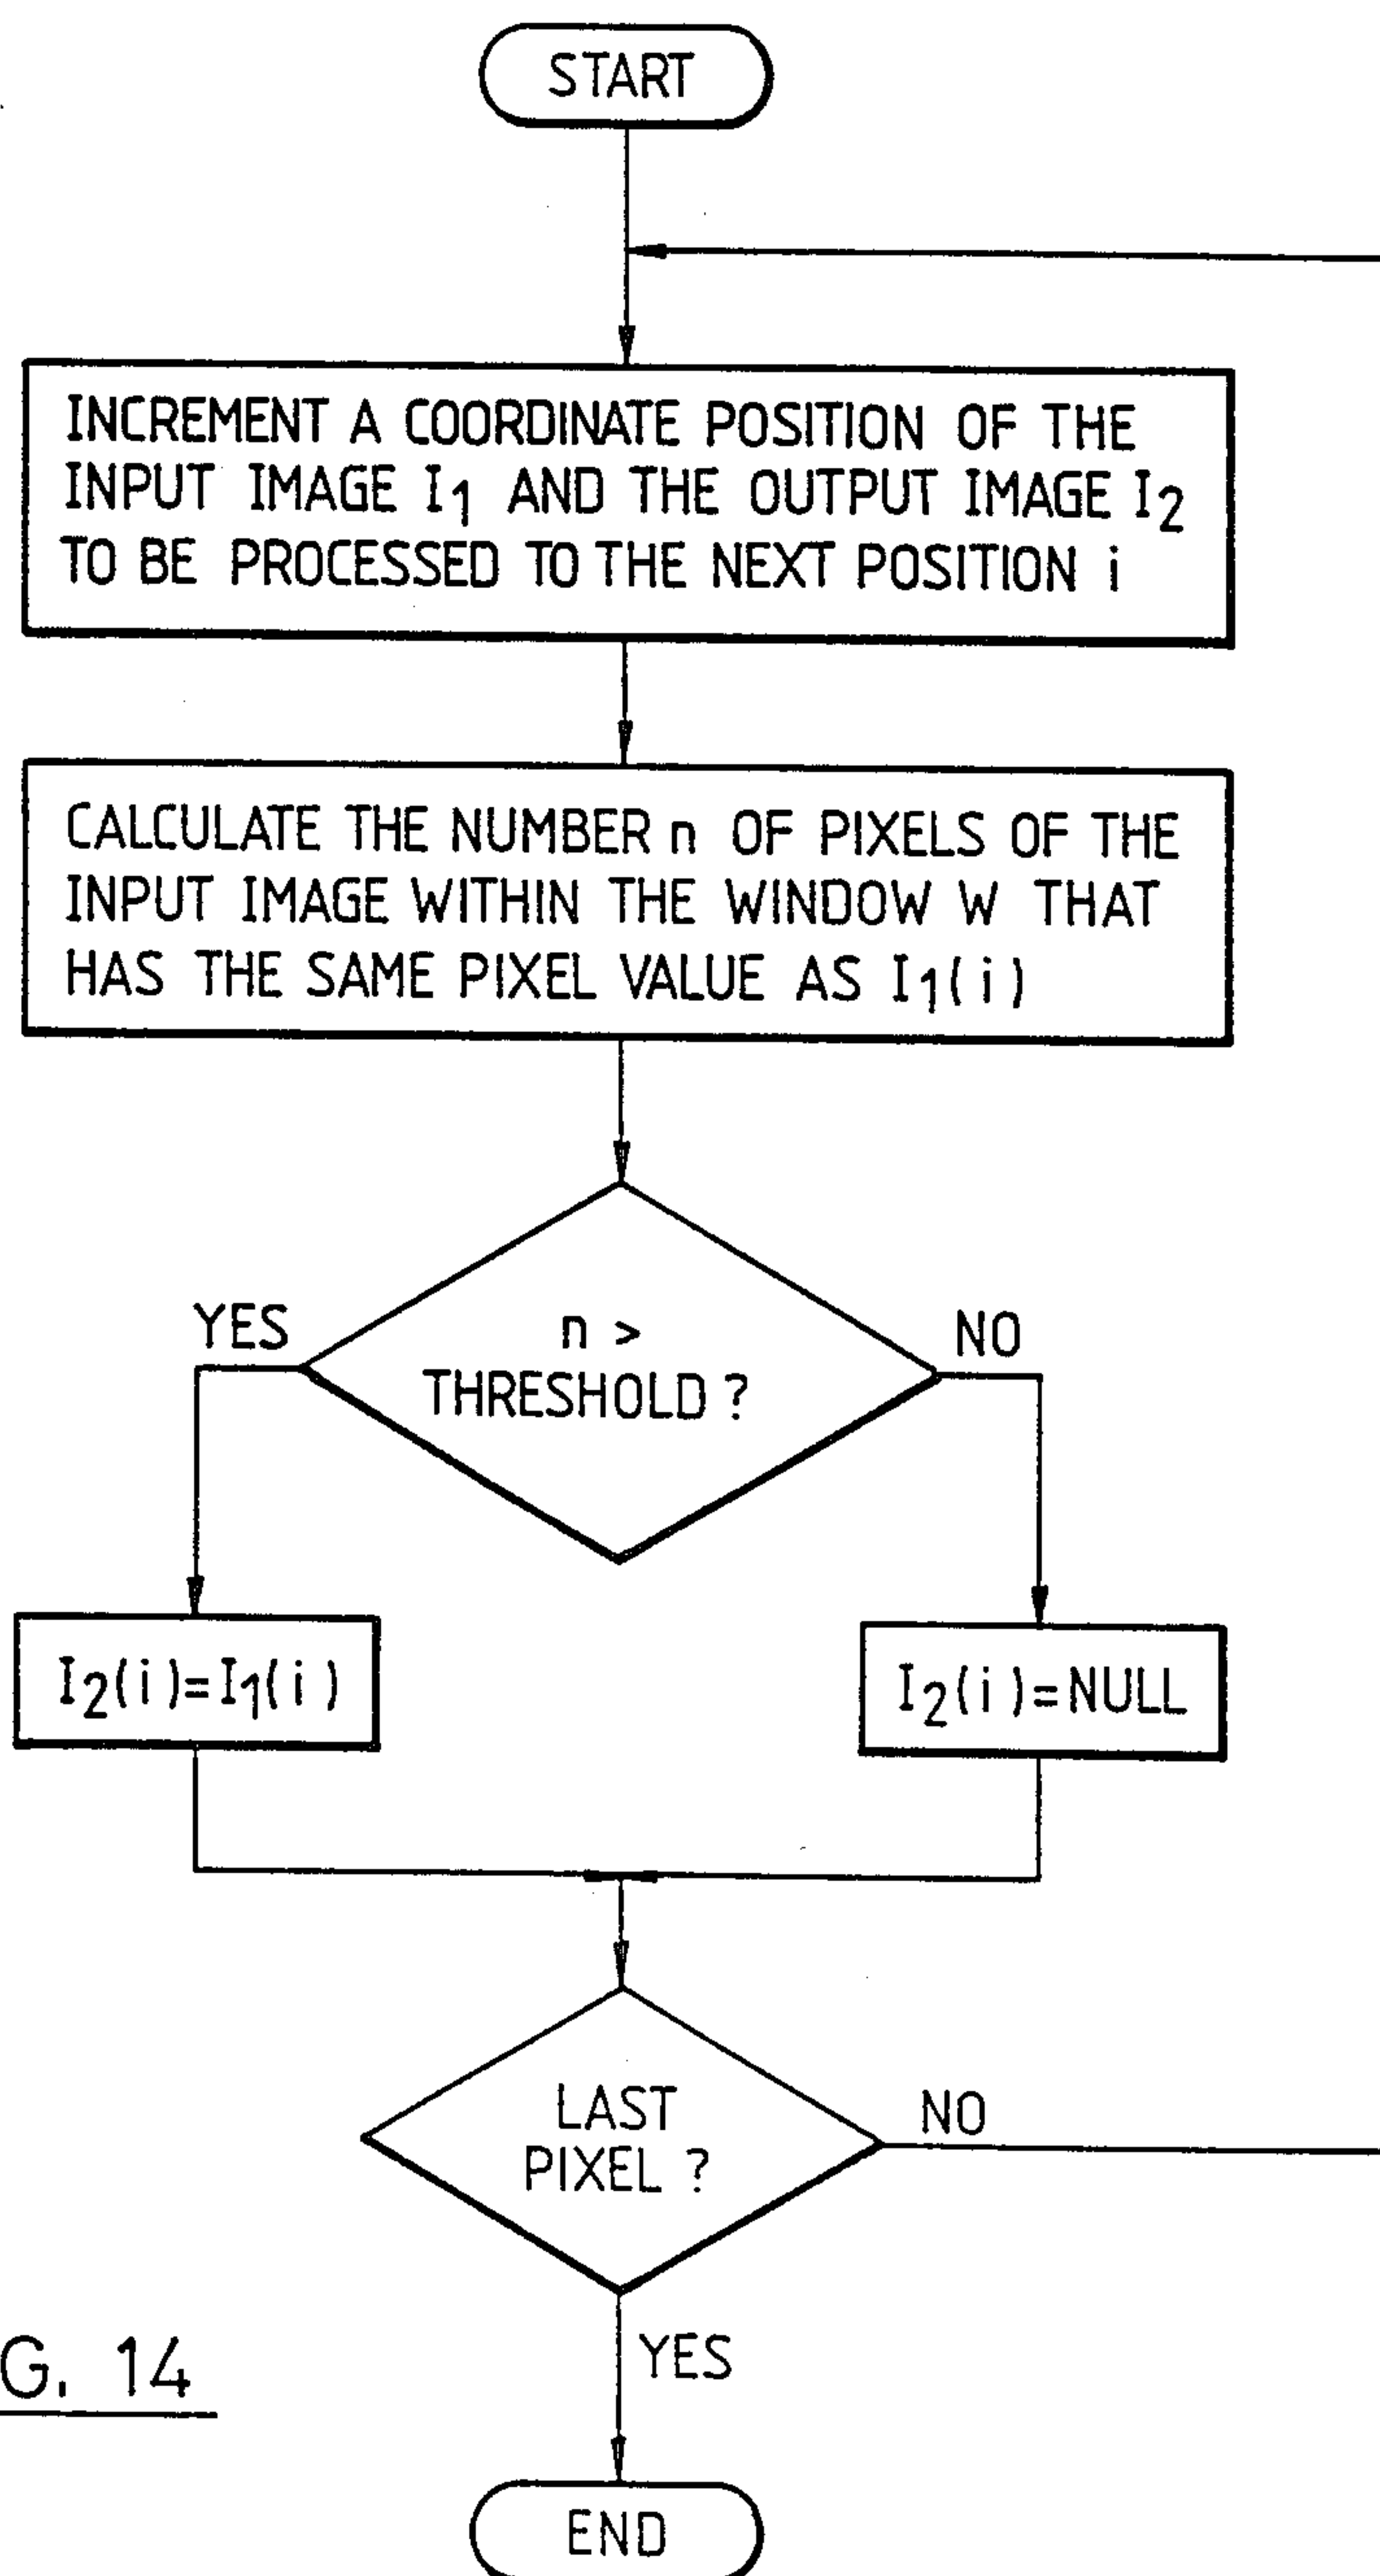 START
INCREMENT A COORDINATE POSITION OF THE
INPUT IMAGE I1 AND THE OUTPUT IMAGE I2
TO BE PROCESSED TO THE NEXT POSITION i
CALCULATE THE NUMBER n OF PIXELS OF THE
INPUT IMAGE WITHIN THE WINDOW W THAT
HAS THE SAME PIXEL VALUE AS I1(i)
YES
n >
THRESHOLD ?
NO
I2(i)=I1(i)
I2(i)=NULL
LAST
PIXEL ?
NO
YES
G. 14
END